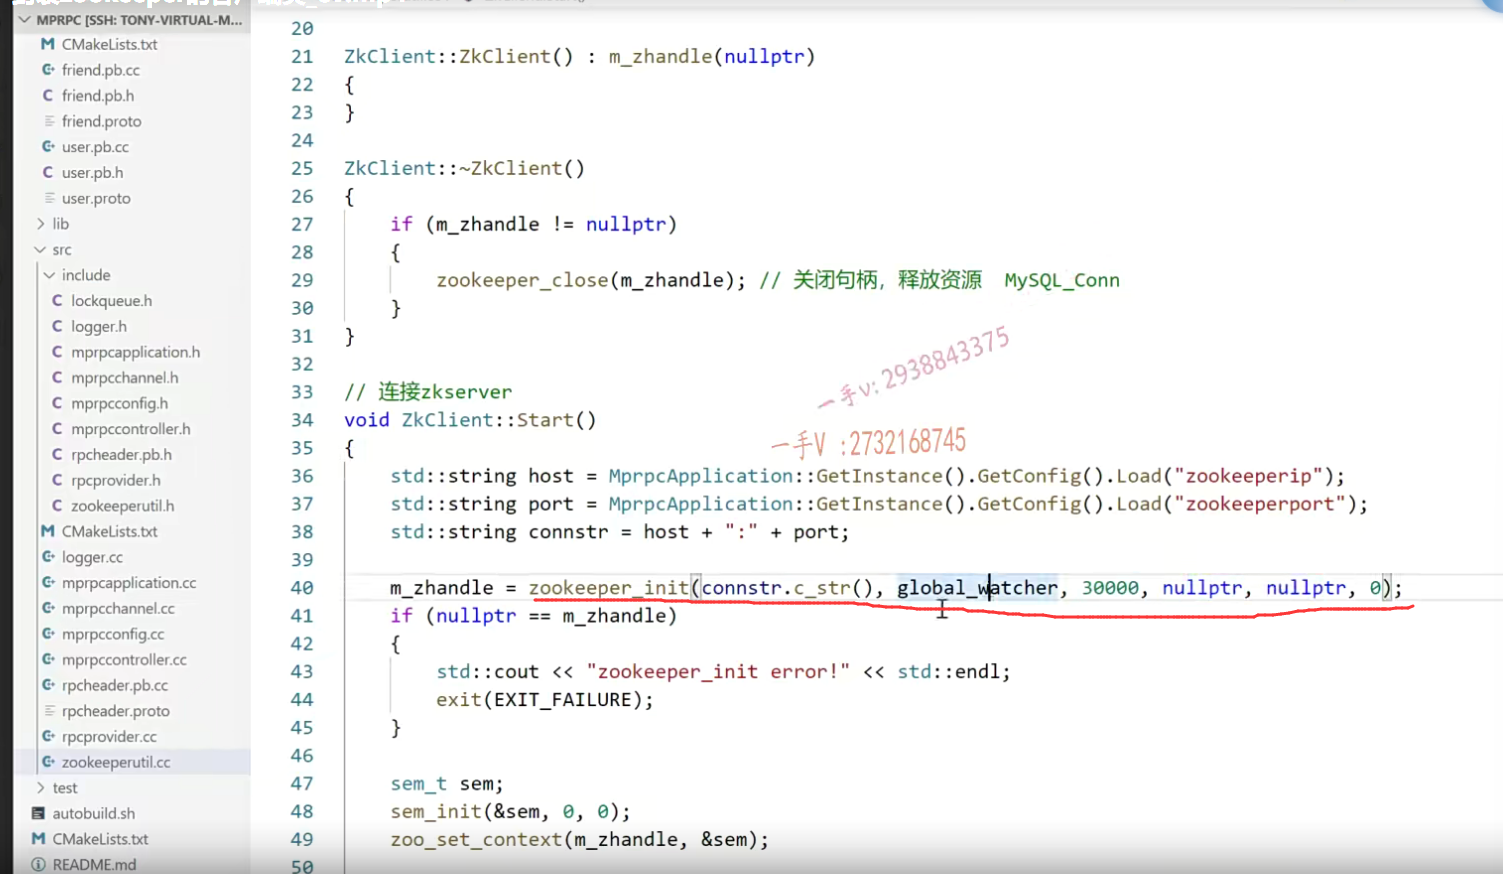 MPRPC [SSH: TONY-VIRTUAL-M...
CMakeLists.txt
friend.pb.cc
friend.pb.h
friend.proto
user.pb.cc
user.pb.h
user.proto
lib
src
include
lockqueue.h
logger.h
mprpcapplication.h
mprpcchannel.h
mprpcconfig.h
mprpccontroller.h
rpcheader.pb.h
rpcprovider.h
zookeeperutil.h
CMakeLists.txt
logger.cc
mprpcapplication.cc
mprpcchannel.cc
mprpcconfig.cc
mprpccontroller.cc
rpcheader.pb.cc
rpcheader.proto
rpcprovider.cc
zookeeperutil.cc
test
autobuild.sh
CMakeLists.txt
README.md
20
21 ZkClient::ZkClient() : m_zhandle(nullptr)
22 {
23 }
24
25 ZkClient::~ZkClient()
26 {
27 if (m_zhandle != nullptr)
28 {
29 zookeeper_close(m_zhandle); // 关闭句柄，释放资源 MySQL_Conn
30 }
31 }
32
33 // 连接zkserver
34 void ZkClient::Start()
35 {
36 std::string host = MprpcApplication::GetInstance().GetConfig().Load("zookeeperip");
37 std::string port = MprpcApplication::GetInstance().GetConfig().Load("zookeeperport");
38 std::string connstr = host + ":" + port;
39
40 m_zhandle = zookeeper_init(connstr.c_str(), global_watcher, 30000, nullptr, nullptr, 0);
41 if (nullptr == m_zhandle)
42 {
43 std::cout << "zookeeper_init error!" << std::endl;
44 exit(EXIT_FAILURE);
45 }
46
47 sem_t sem;
48 sem_init(&sem, 0, 0);
49 zoo_set_context(m_zhandle, &sem);
50
一手v: 2938843375
一手V :2732168745